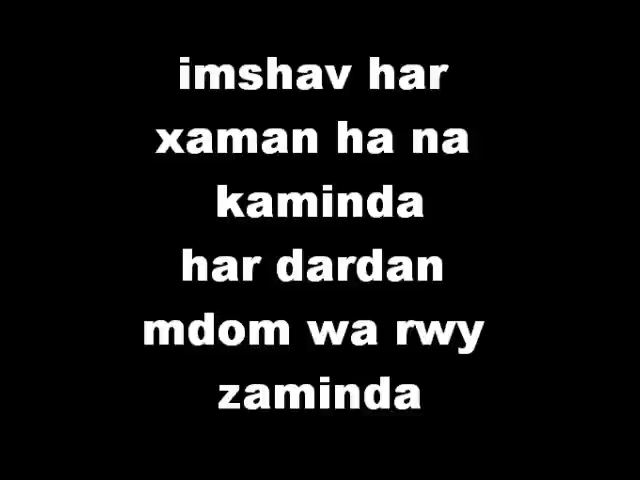 imshav har
xaman ha na
kaminda
har dardan
mdom wa rwy
zaminda